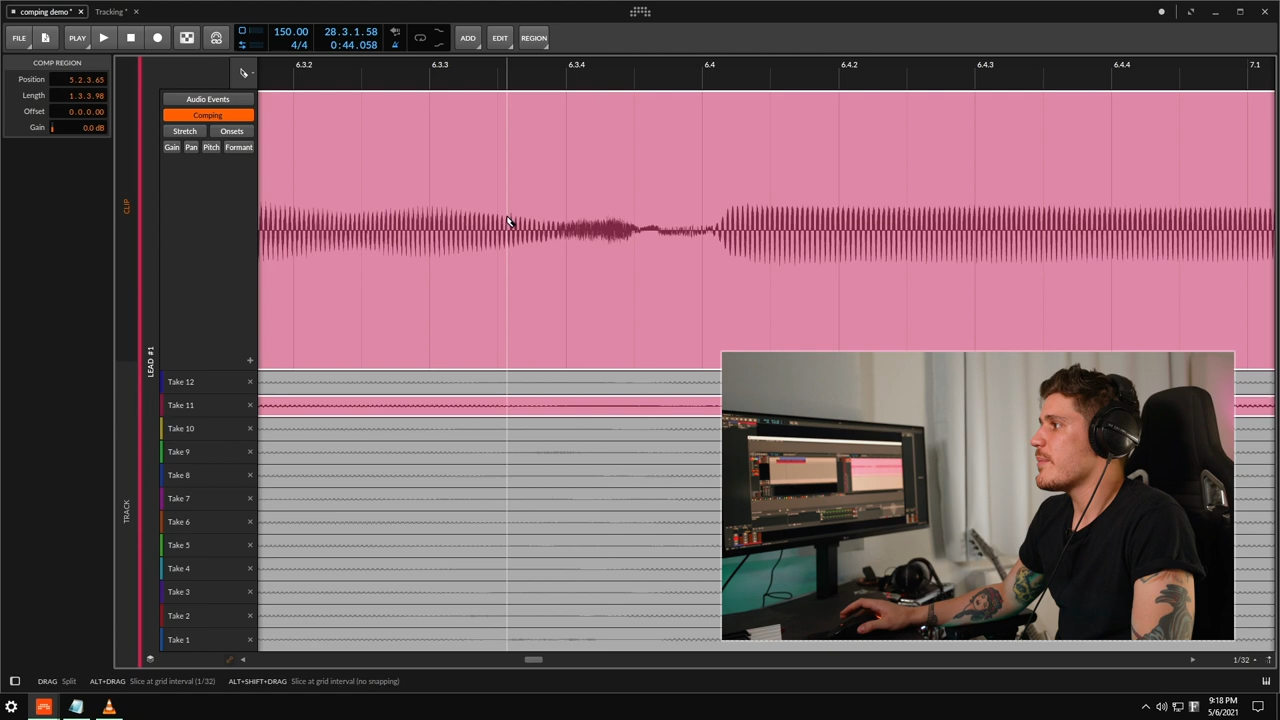 comping demo *
Tracking *
FILE
PLAY
150.00
4/4
28.3.1.58
0:44.058
ADD
EDIT
REGION
COMP REGION
Position 5.2.3.65
Length 1.3.3.98
Offset 0.0.0.00
Gain 0.0 dB
6.3.2
6.3.3
6.3.4
6.4
6.4.2
6.4.3
6.4.4
7.1
Audio Events
Comping
Stretch Onsets
Gain Pan Pitch Formant
CLIP
LEAD #1
TRACK
Take 12
Take 11
Take 10
Take 9
Take 8
Take 7
Take 6
Take 5
Take 4
Take 3
Take 2
Take 1
1/32
DRAG Split ALT+DRAG Slice at grid interval (1/32) ALT+SHIFT+DRAG Slice at grid interval (no snapping)
9:18 PM
5/6/2021